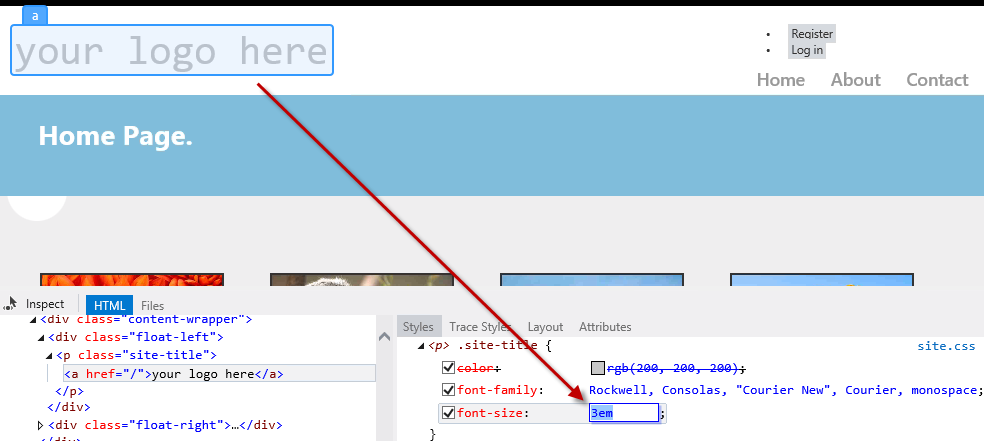 a
your logo here
Register
Log in
Home About Contact
Home Page.
Inspect HTML Files
<div class="content-wrapper">
<div class="float-left">
<p class="site-title">
<a href="/">your logo here</a>
</p>
</div>
<div class="float-right">…</div>
</div>
Styles Trace Styles Layout Attributes
<p> .site-title { site.css
color: rgb(200, 200, 200);
font-family: Rockwell, Consolas, "Courier New", Courier, monospace;
font-size: 3em;
}